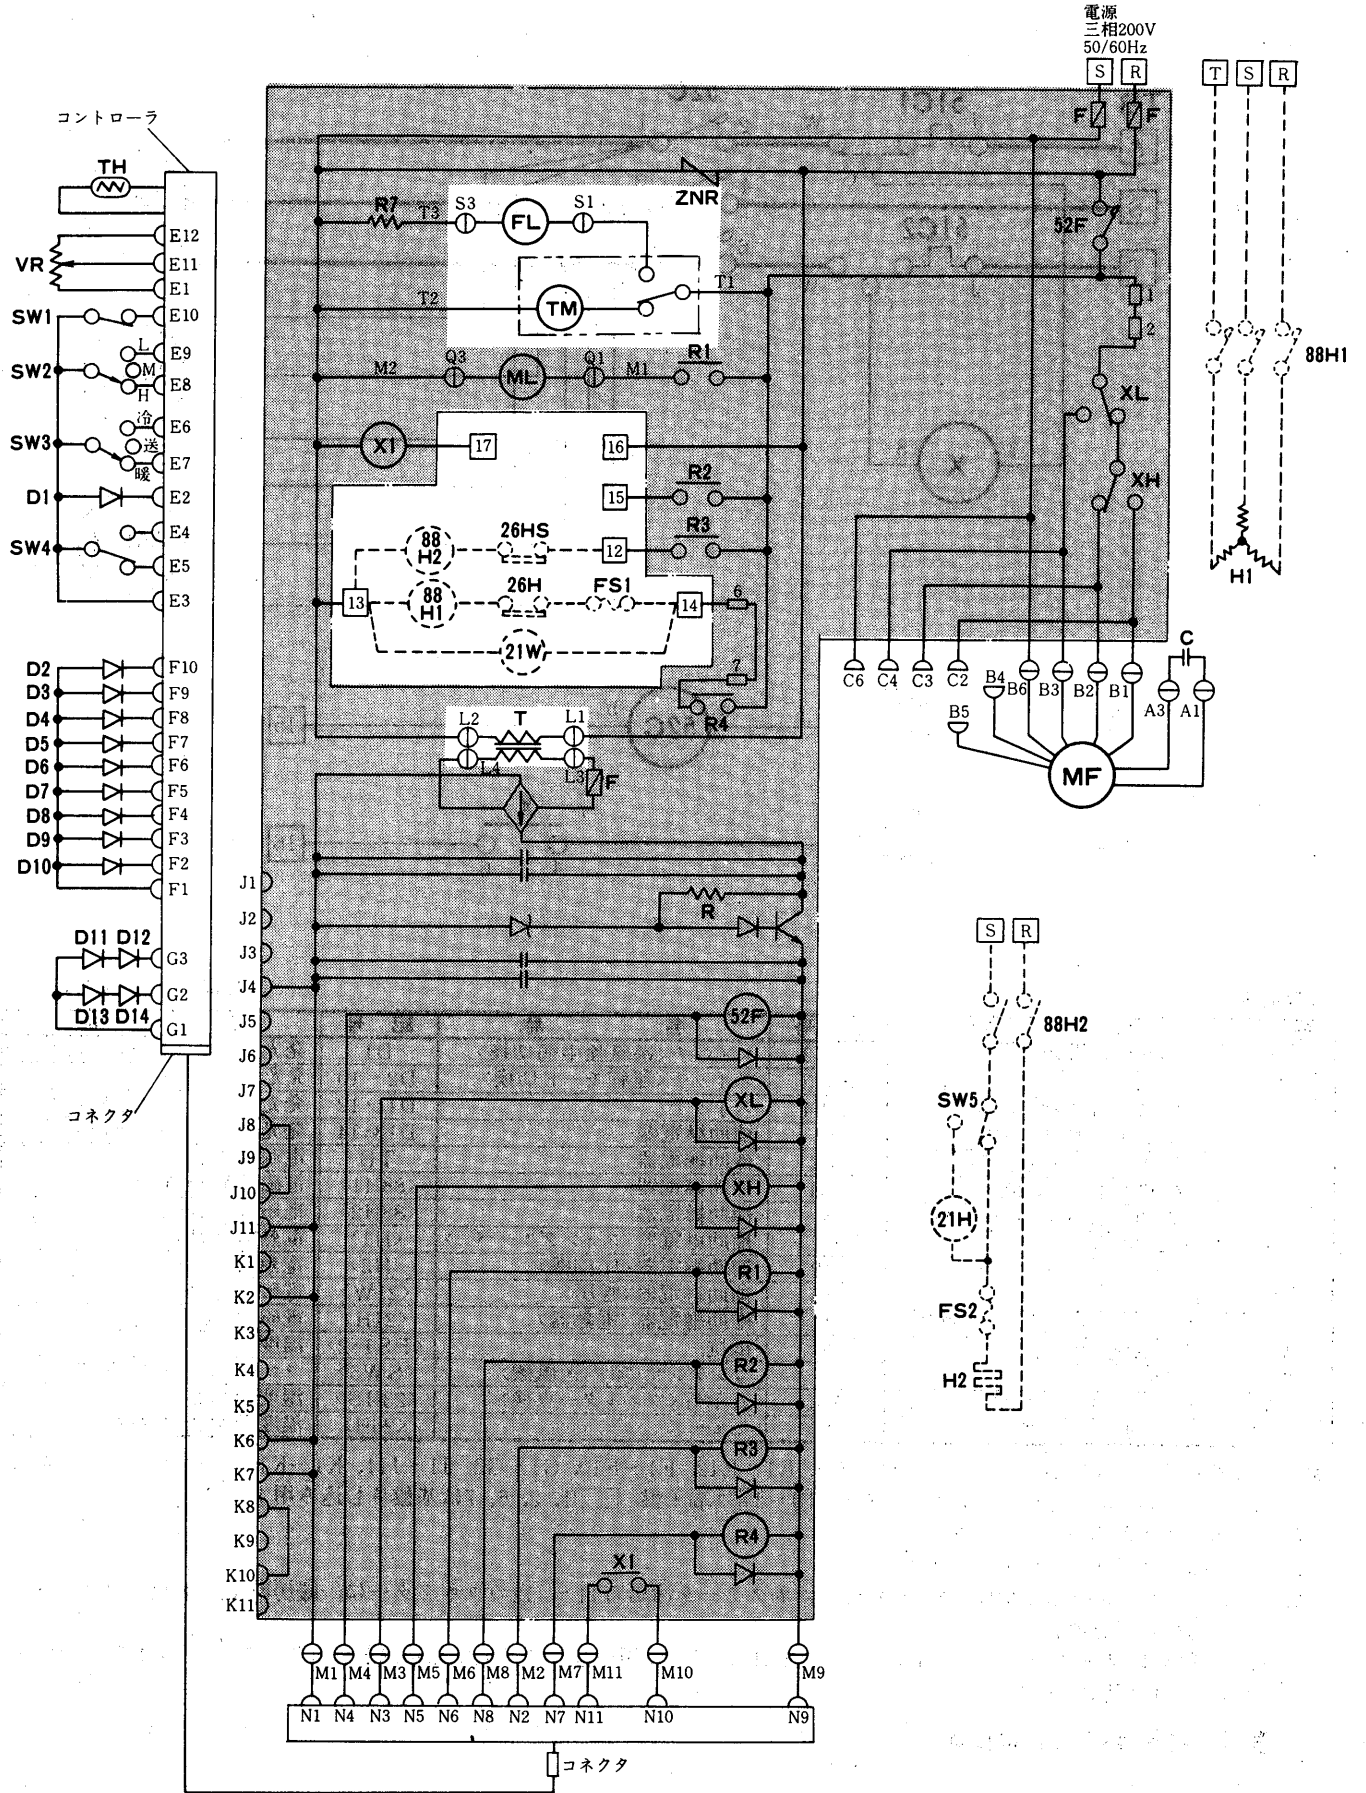 電源
三相200V
50/60Hz
S R T S R
コントローラ
F F
TH
ZNR
R7 T3 S3 FL S1
52F
E12
VR E11
E1
T1
T2 TM
1
2
SW1 E10
L E9
SW2 M
H E8
M2 Q3 ML Q1 M1 R1
88H1
XL
冷 E6
SW3 送
暖 E7
X1 17 16
R2
15
XH
D1 E2
E4
SW4
E5
E3
88
H2
26HS 12 R3
13
88
H1
26H FS1 14 6
H1
21W
7
R4
C6 C4 C3 C2 B6 B3 B2 B1 C
B4
B5
A3 A1
MF
D2 F10
D3 F9
D4 F8
D5 F7
D6 F6
D7 F5
D8 F4
D9 F3
D10 F2
F1
L2 T L1
L4 L3 F
J1
J2
J3
J4
J5
J6
J7
J8
J9
J10
J11
K1
K2
K3
K4
K5
K6
K7
K8
K9
K10
K11
R
D11 D12 G3
G2
D13 D14
G1
コネクタ
52F
XL
XH
R1
R2
R3
R4
X1
S R
88H2
SW5
21H
FS2
H2
M1 M4 M3 M5 M6 M8 M2 M7 M11 M10 M9
N1 N4 N3 N5 N6 N8 N2 N7 N11 N10 N9
コネクタ